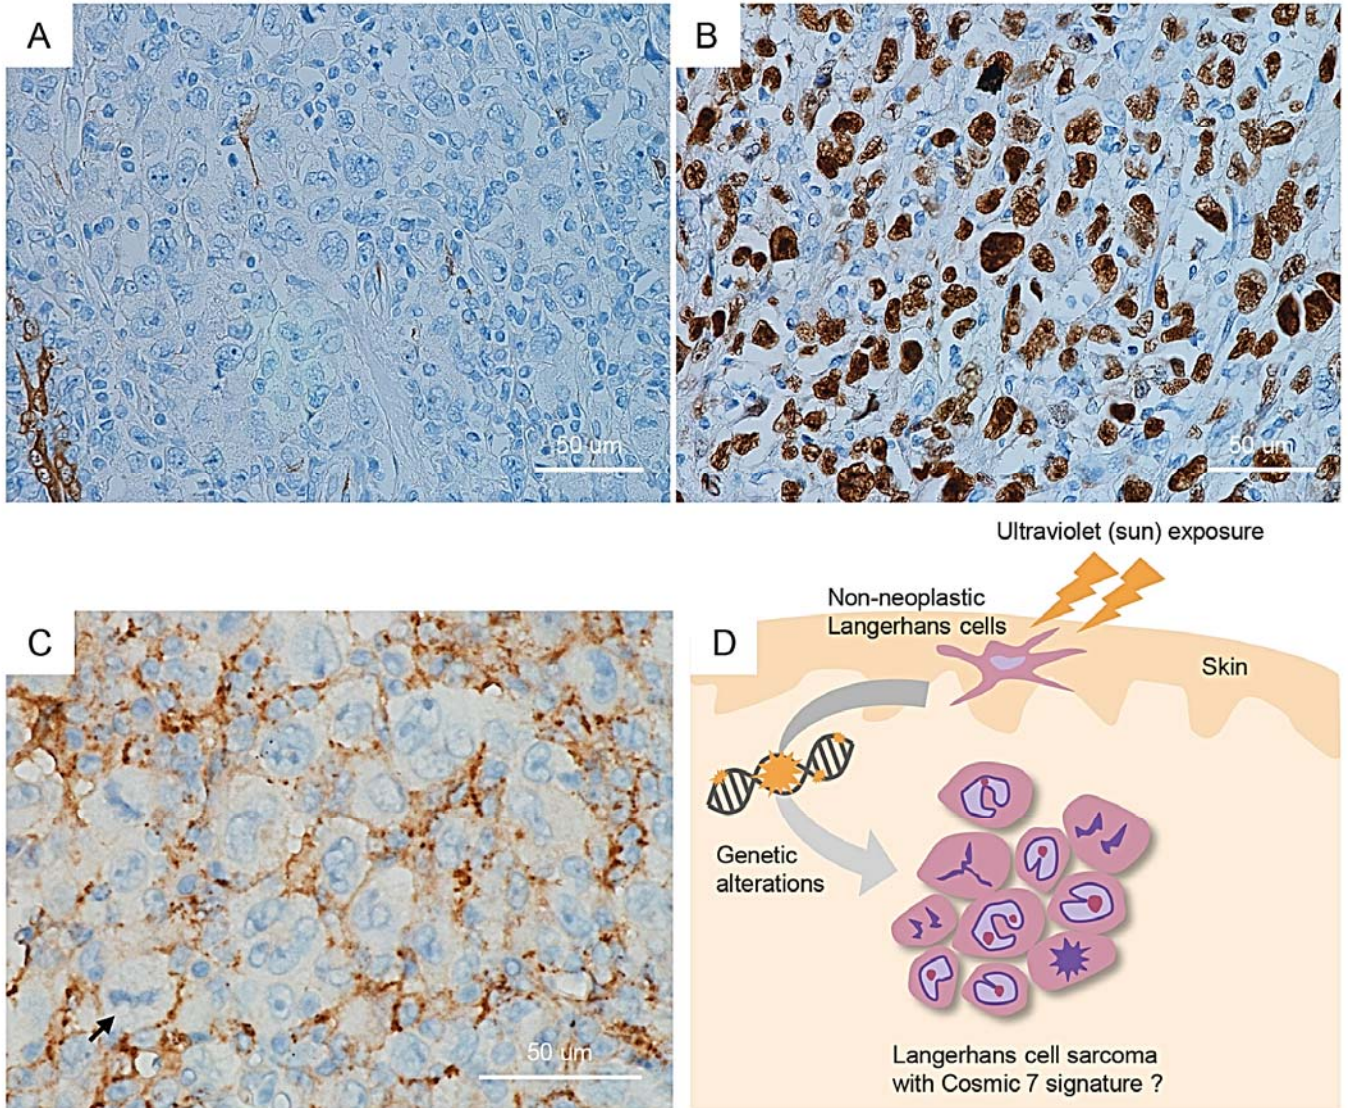 A
B
50 um
50 um
C
50 um
Ultraviolet (sun) exposure
Non-neoplastic
Langerhans cells
D
Skin
Genetic
alterations
Langerhans cell sarcoma
with Cosmic 7 signature ?